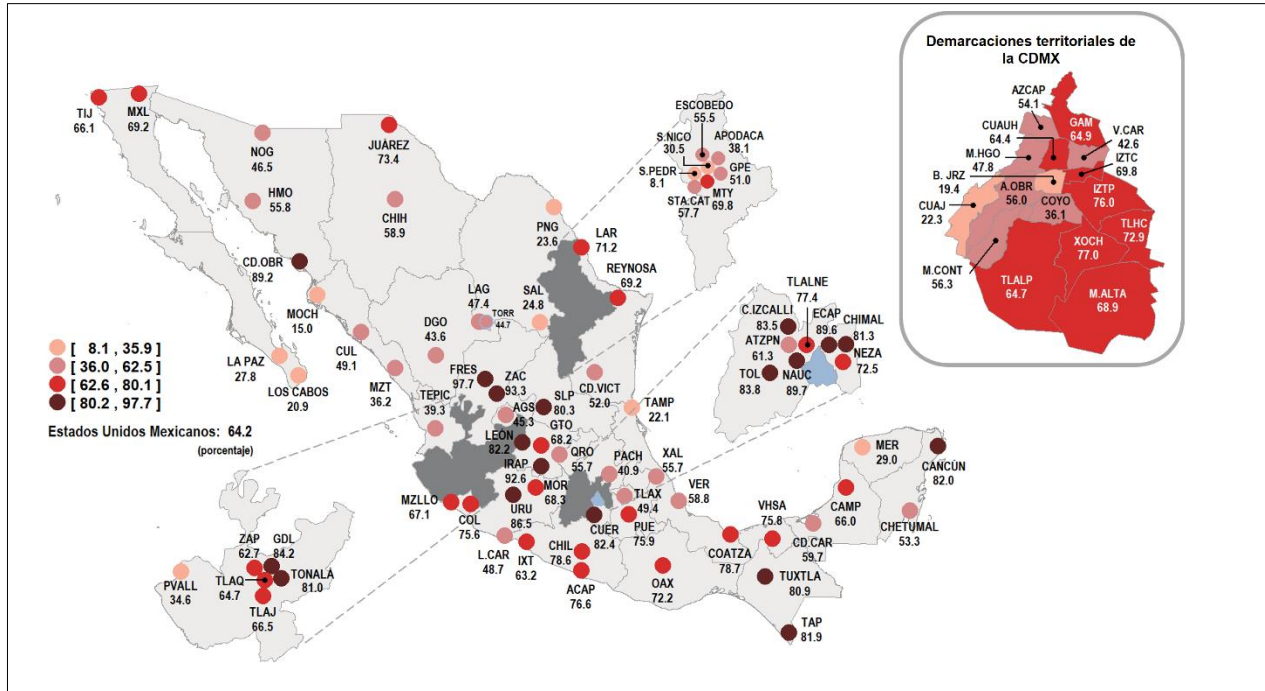 Demarcaciones territoriales de
la CDMX
AZCAP
54.1
CUAUH
64.4
GAM
64.9
V.CAR
42.6
M.HGO
47.8
IZTC
69.8
B. JRZ
19.4
A.OBR
56.0
COYO
36.1
IZTP
76.0
CUAJ
22.3
TLHC
72.9
XOCH
77.0
M.CONT
56.3
TLALP
64.7
M.ALTA
68.9
TIJ
66.1
MXL
69.2
NOG
46.5
HMO
55.8
JUÁREZ
73.4
CHIH
58.9
ESCOBEDO
55.5
S.NICO
30.5
APODACA
38.1
S.PEDR
8.1
GPE
51.0
MTY
69.8
STA.CAT
57.7
PNG
23.6
LAR
71.2
REYNOSA
69.2
CD.OBR
89.2
MOCH
15.0
LAG
47.4
TORR
44.7
SAL
24.8
DGO
43.6
CUL
49.1
LA PAZ
27.8
LOS CABOS
20.9
MZT
36.2
[ 8.1 , 35.9 ]
[ 36.0 , 62.5 ]
[ 62.6 , 80.1 ]
[ 80.2 , 97.7 ]
Estados Unidos Mexicanos: 64.2
(porcentaje)
FRES
97.7
ZAC
93.3
TEPIC
39.3
AGS
45.3
SLP
80.3
CD.VICT
52.0
TAMP
22.1
LEÓN
82.2
GTO
68.2
QRO
55.7
IRAP
92.6
PACH
40.9
XAL
55.7
MOR
68.3
TLAX
49.4
VER
58.8
MZLLO
67.1
COL
75.6
URU
86.5
CUER
82.4
PUE
75.9
L.CAR
48.7
IXT
63.2
CHIL
78.6
ACAP
76.6
OAX
72.2
COATZA
78.7
VHSA
75.8
CD.CAR
59.7
TUXTLA
80.9
TAP
81.9
CAMP
66.0
MER
29.0
CANCÚN
82.0
CHETUMAL
53.3
TLALNE
77.4
C.IZCALLI
83.5
ECAP
89.6
CHIMAL
81.3
ATZPN
61.3
NEZA
72.5
TOL
83.8
NAUC
89.7
ZAP
62.7
GDL
84.2
TONALÁ
81.0
PVALL
34.6
TLAQ
64.7
TLAJ
66.5